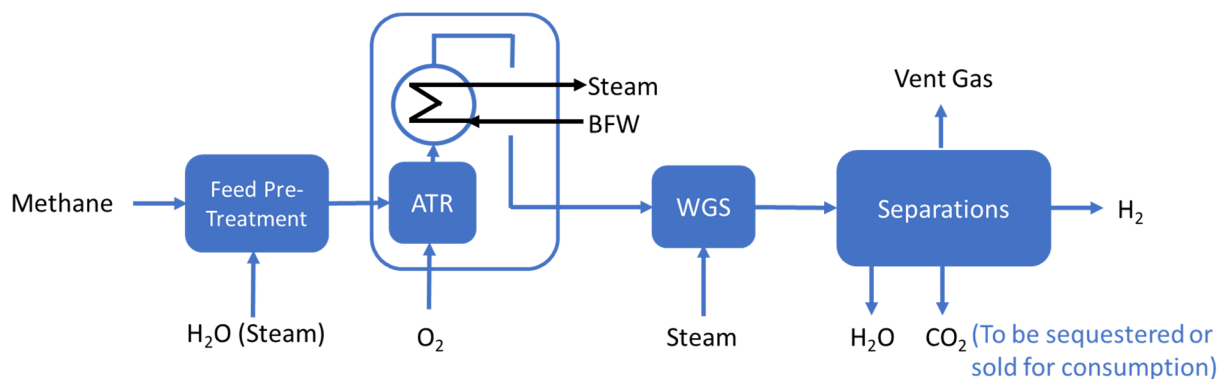 Vent Gas
Steam
BFW
Methane
Feed Pre-
Treatment
ATR
WGS
Separations
H₂
H₂O (Steam)
O₂
Steam
H₂O
CO₂ (To be sequestered or
sold for consumption)